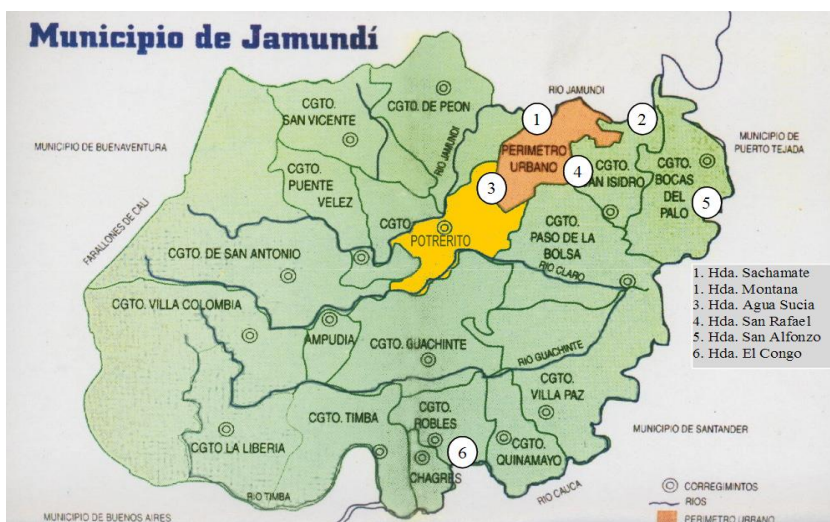 Municipio de Jamundí
RIO JAMUNDI
CGTO. DE PEON
CGTO.
SAN VICENTE
1
2
MUNICIPIO DE BUENAVENTURA
MUNICIPIO DE
PUERTO TEJADA
PERIMETRO
URBANO
4
CGTO.
AN ISIDRO
CGTO.
BOCAS
DEL
PALO
RIO JAMUNDI
CGTO.
PUENTE
VELEZ
3
5
FARALLONES DE CALI
CGTO.
POTRERITO
CGTO.
PASO DE LA
BOLSA
CGTO. DE SAN ANTONIO
RIO CLARO
1. Hda. Sachamate
1. Hda. Montana
3. Hda. Agua Sucia
4. Hda. San Rafael
5. Hda. San Alfonzo
6. Hda. El Congo
CGTO. VILLA COLOMBIA
AMPUDIA
CGTO. GUACHINTE
RIO GUACHINTE
CGTO.
VILLA PAZ
CGTO. TIMBA
CGTO.
ROBLES
MUNICIPIO DE SANTANDER
CGTO.LA LIBERIA
6
CGTO.
QUINAMAYO
CHAGRES
RIO TIMBA
RIO CAUCA
CORREGIMINTOS
RIOS
PERIMETRO URBANO
MUNICIPIO DE BUENOS AIRES